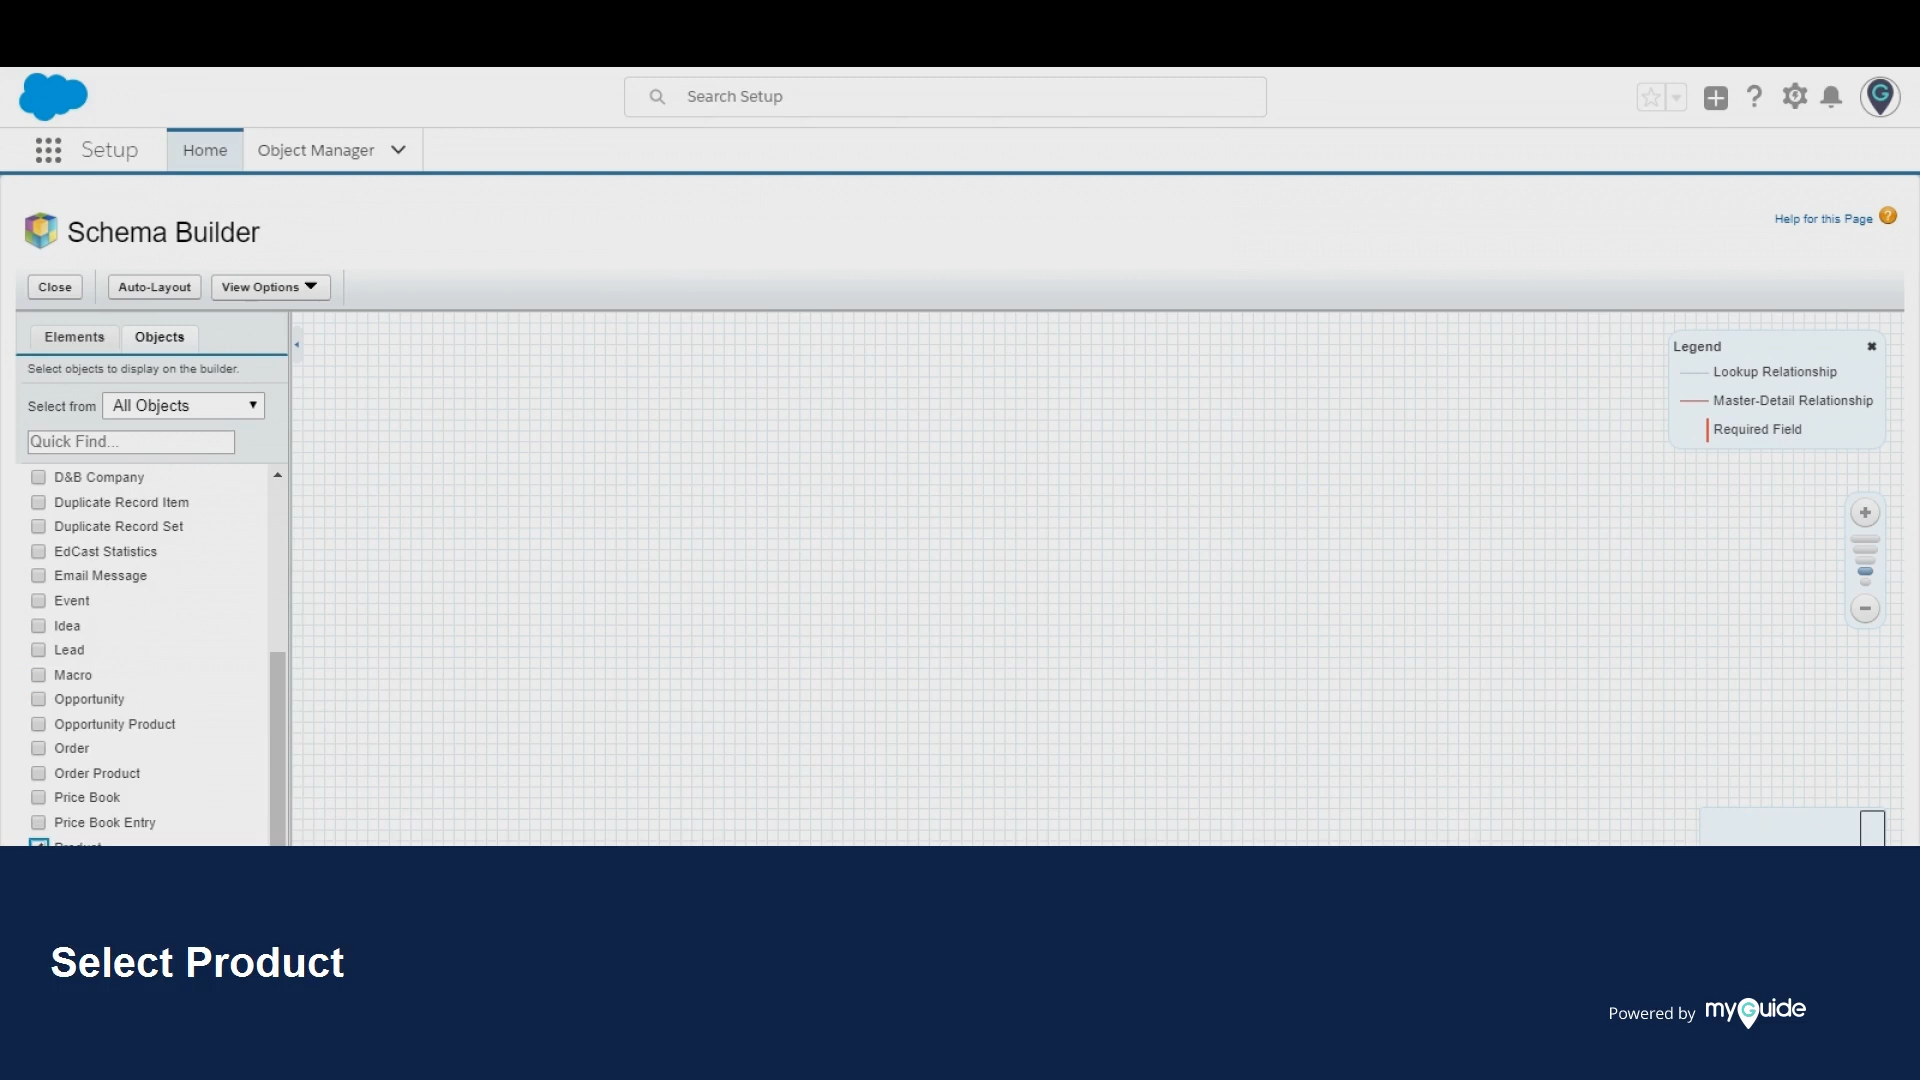 Search Setup
Setup
Home
Object Manager
Schema Builder
Help for this Page
Close
Auto-Layout
View Options
Elements
Objects
Select objects to display on the builder.
Select from
All Objects
Quick Find...
D&B Company
Duplicate Record Item
Duplicate Record Set
EdCast Statistics
Email Message
Event
Idea
Lead
Macro
Opportunity
Opportunity Product
Order
Order Product
Price Book
Price Book Entry
Product
Legend
Lookup Relationship
Master-Detail Relationship
Required Field
Select Product
Powered by myGuide